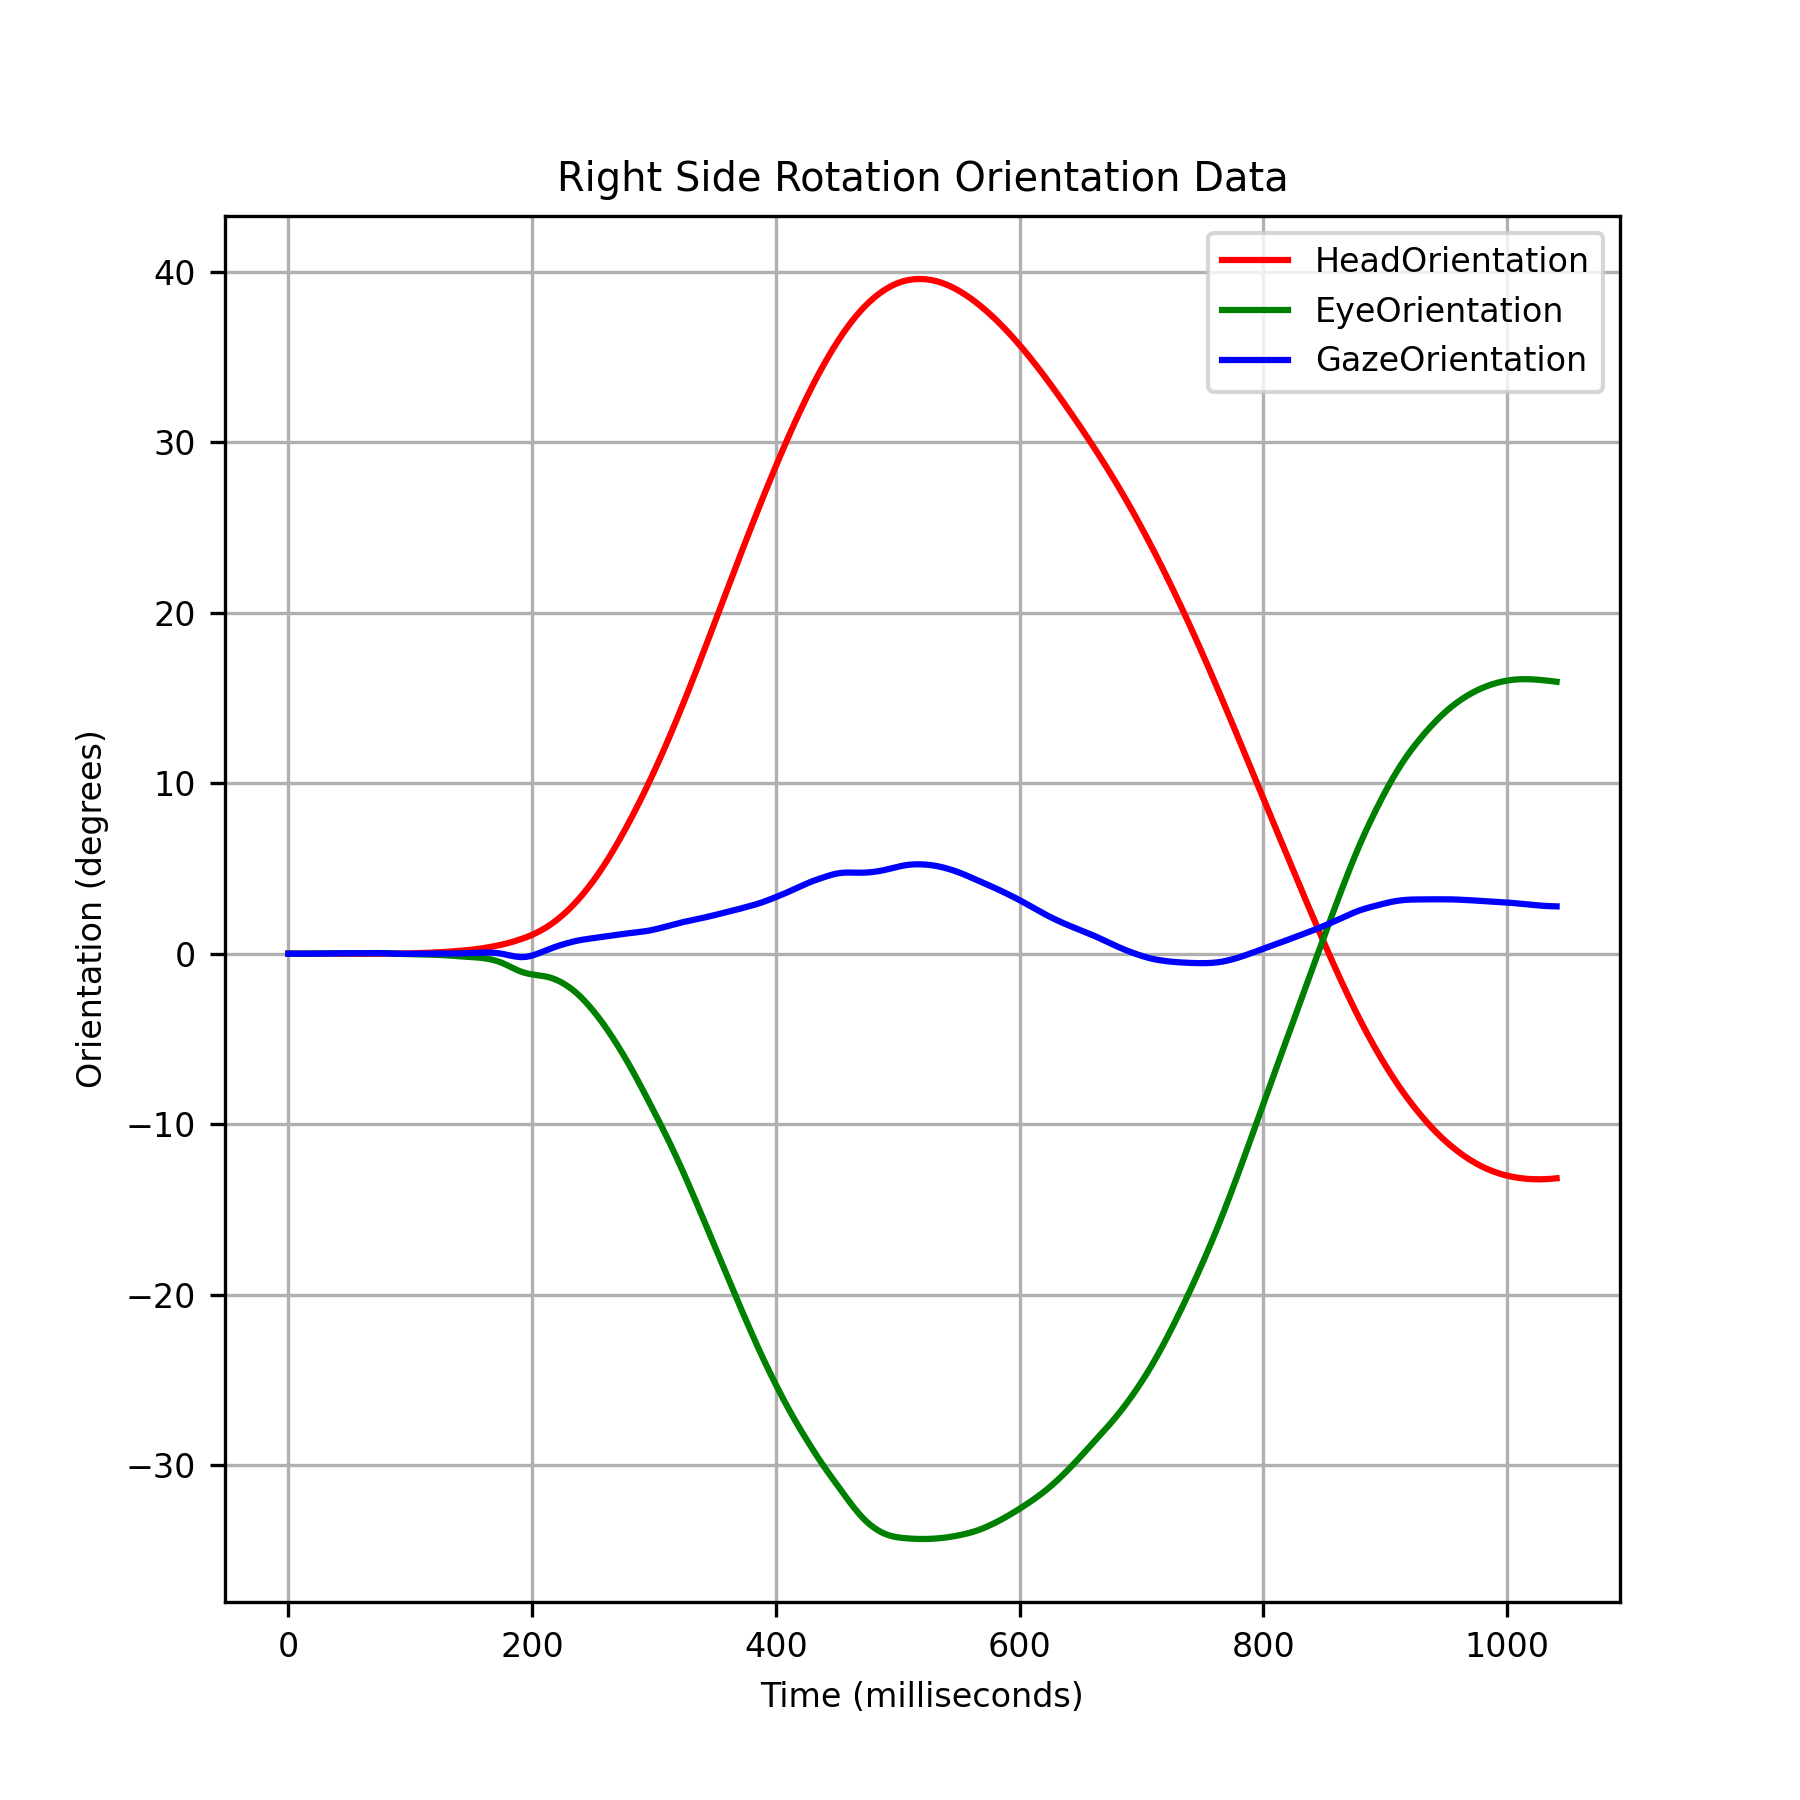 Right Side Rotation Orientation Data
HeadOrientation
EyeOrientation
GazeOrientation
40
30
20
10
0
−10
−20
−30
Orientation (degrees)
0 200 400 600 800 1000
Time (milliseconds)